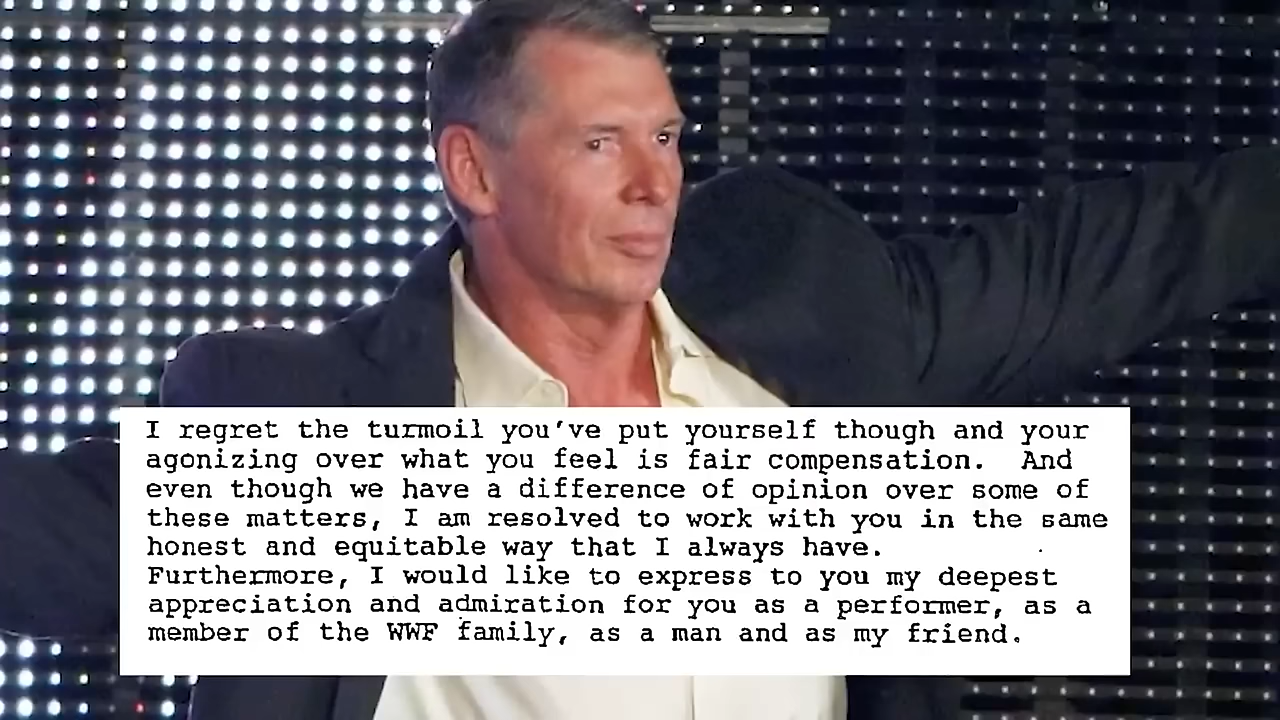 I regret the turmoil you've put yourself though and your
agonizing over what you feel is fair compensation. And
even though we have a difference of opinion over some of
these matters, I am resolved to work with you in the same
honest and equitable way that I always have.
Furthermore, I would like to express to you my deepest
appreciation and admiration for you as a performer, as a
member of the WWF family, as a man and as my friend.